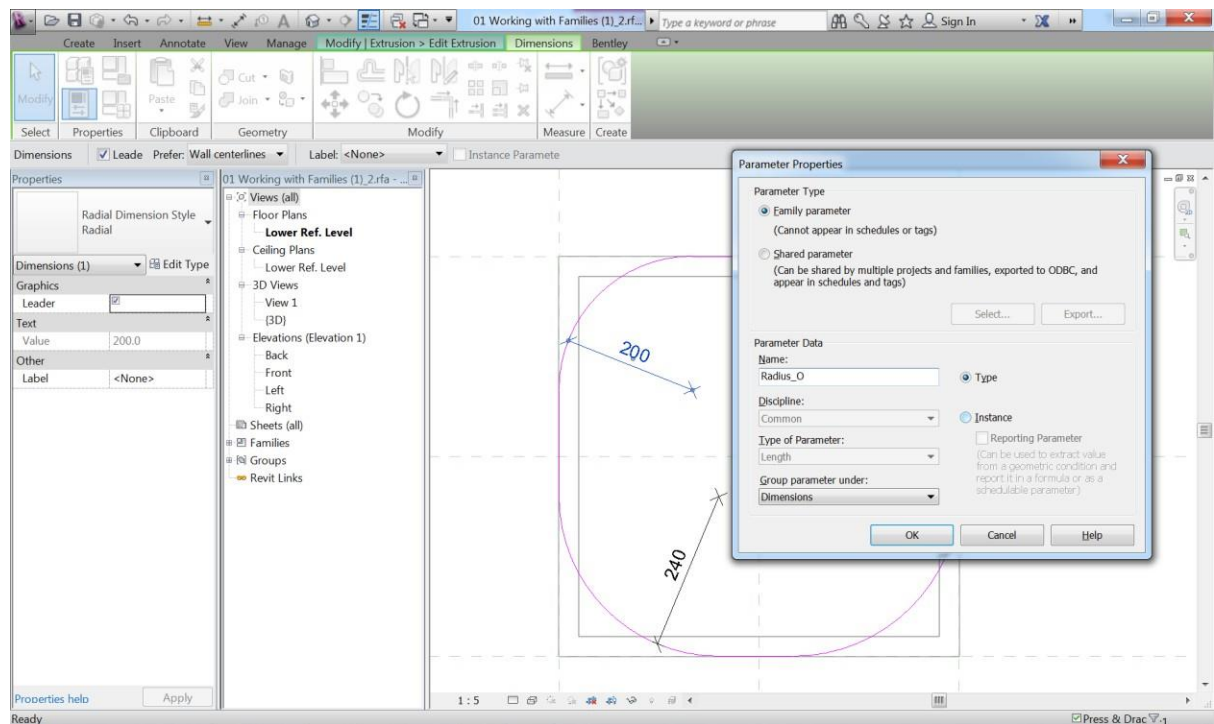 01 Working with Families (1)_2.rf...
Type a keyword or phrase
Sign In
Create Insert Annotate View Manage Modify | Extrusion > Edit Extrusion Dimensions Bentley
Modify
Paste
Cut
Join
Select Properties Clipboard Geometry Modify Measure Create
Dimensions Leade Prefer: Wall centerlines Label: <None> Instance Paramete
Properties
Radial Dimension Style
Radial
Dimensions (1) Edit Type
Graphics
Leader
Text
Value 200.0
Other
Label <None>
Properties help Apply
01 Working with Families (1)_2.rfa - ...
Views (all)
Floor Plans
Lower Ref. Level
Ceiling Plans
Lower Ref. Level
3D Views
View 1
{3D}
Elevations (Elevation 1)
Back
Front
Left
Right
Sheets (all)
Families
Groups
Revit Links
200
240
Parameter Properties
Parameter Type
Family parameter
(Cannot appear in schedules or tags)
Shared parameter
(Can be shared by multiple projects and families, exported to ODBC, and
appear in schedules and tags)
Select... Export...
Parameter Data
Name:
Radius_O
Type
Discipline:
Common
Instance
Type of Parameter:
Length
Reporting Parameter
(Can be used to extract value
from a geometric condition and
report it in a formula or as a
schedulable parameter)
Group parameter under:
Dimensions
OK Cancel Help
1:5
Ready
Press & Drac
:1